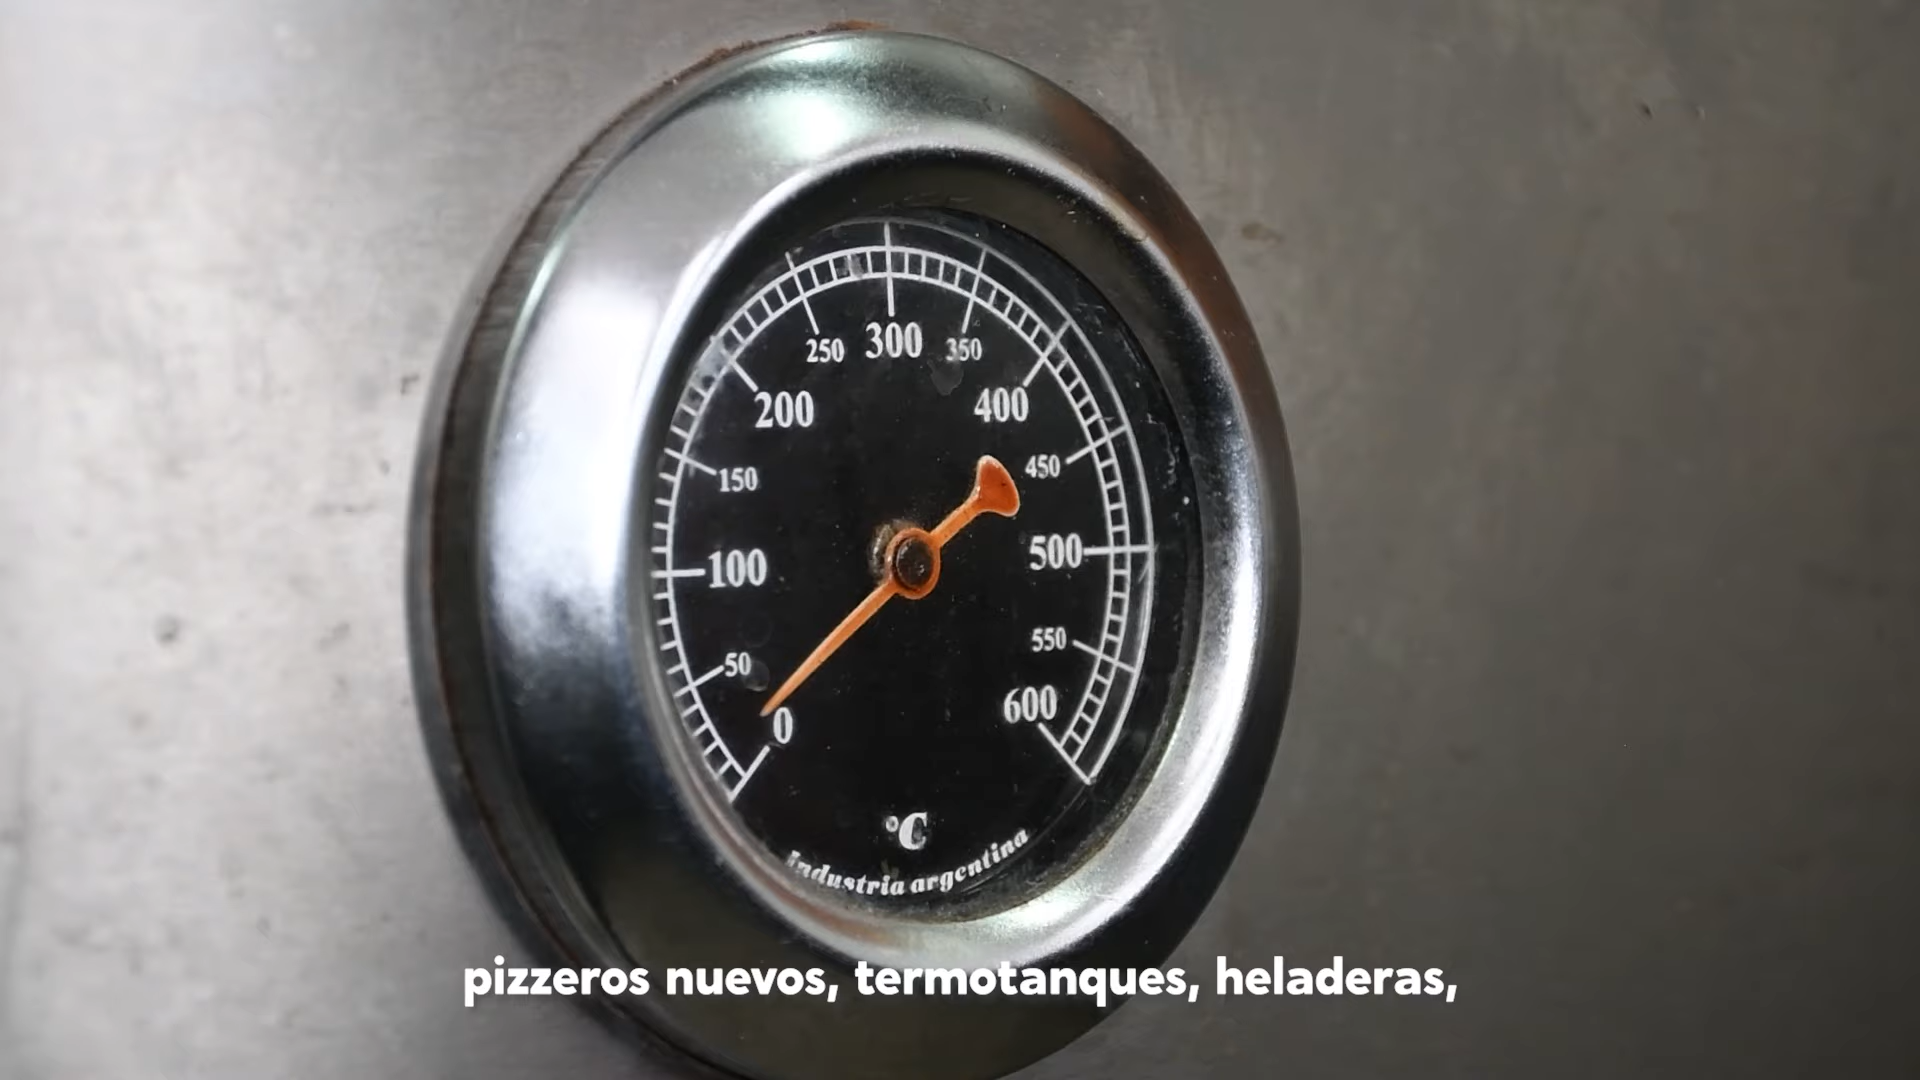 250 300 350
200 400
150 450
100 500
50 550
0 600
°C
Industria argentina
pizzeros nuevos, termotanques, heladeras,